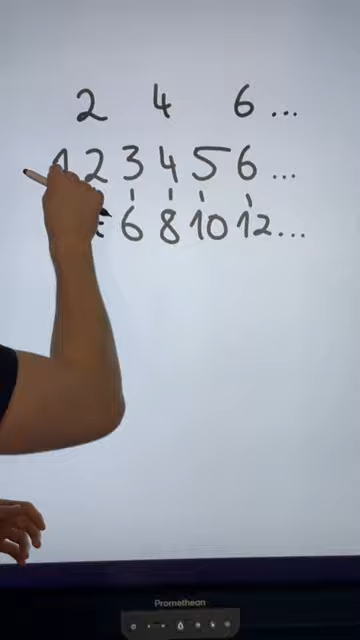 2 4 6 ...
1 2 3 4 5 6 ...
6 8 10 12 ...
Promethean